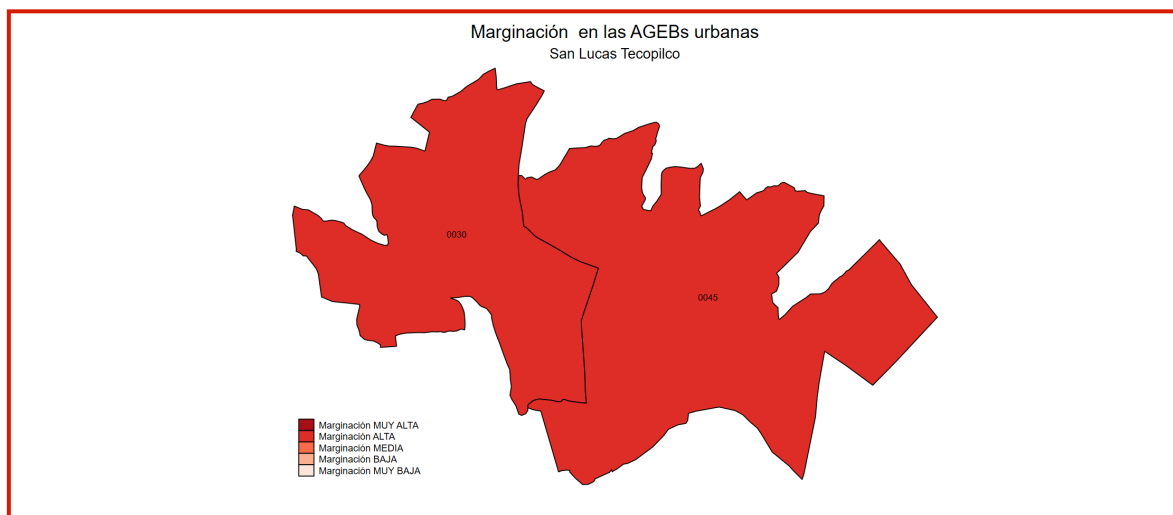 Marginación  en las AGEBs urbanas
San Lucas Tecopilco
0030
0045
Marginación MUY ALTA
Marginación ALTA
Marginación MEDIA
Marginación BAJA
Marginación MUY BAJA